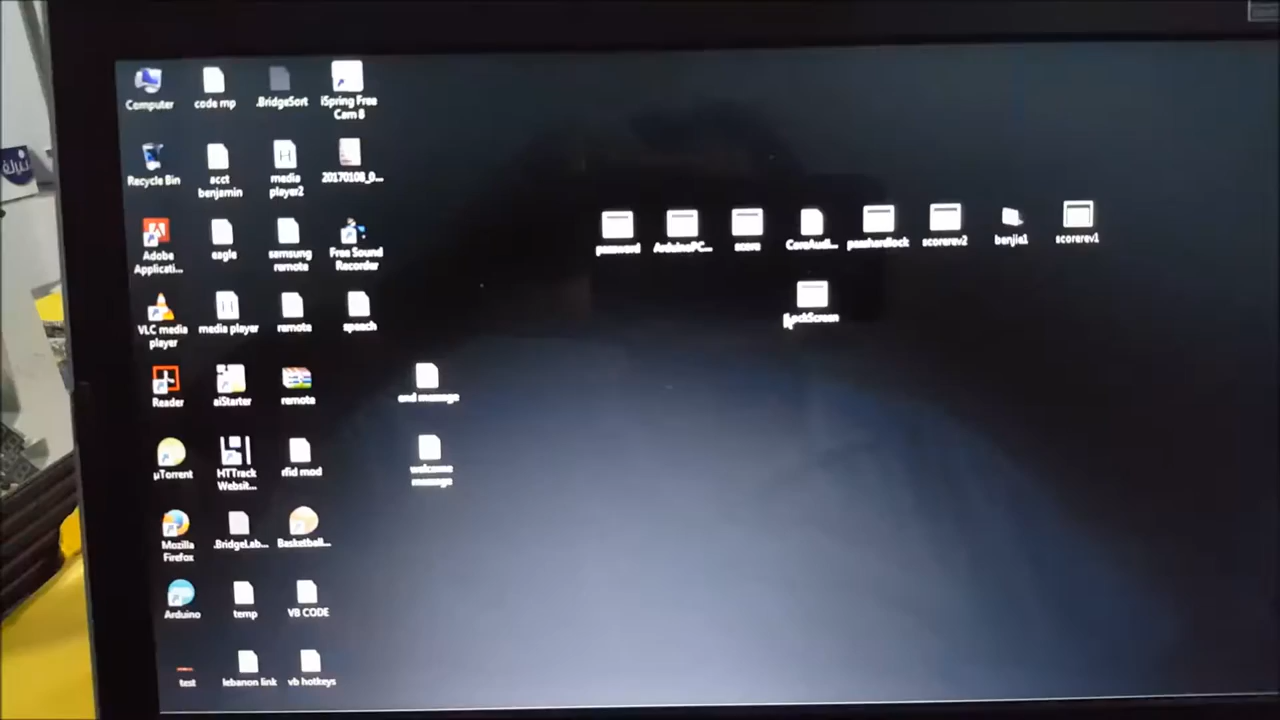 Computer
code mp
.BridgeSort
iSpring Free
Cam 8
Recycle Bin
acct
benjamin
media
player2
20170108_0...
Adobe
Applicati...
eagle
samsung
remote
Free Sound
Recorder
VLC media
player
media player
remote
speech
Reader
aiStarter
remote
end message
µTorrent
HTTrack
Websit...
rfid mod
welcome
message
Mozilla
Firefox
.BridgeLab...
Basketball...
Arduino
temp
VB CODE
test
lebanon link
vb hotkeys
password
ArduinoPC...
score
CoreAudi...
passhardlock
scorerev2
benjie1
scorerev1
LockScreen